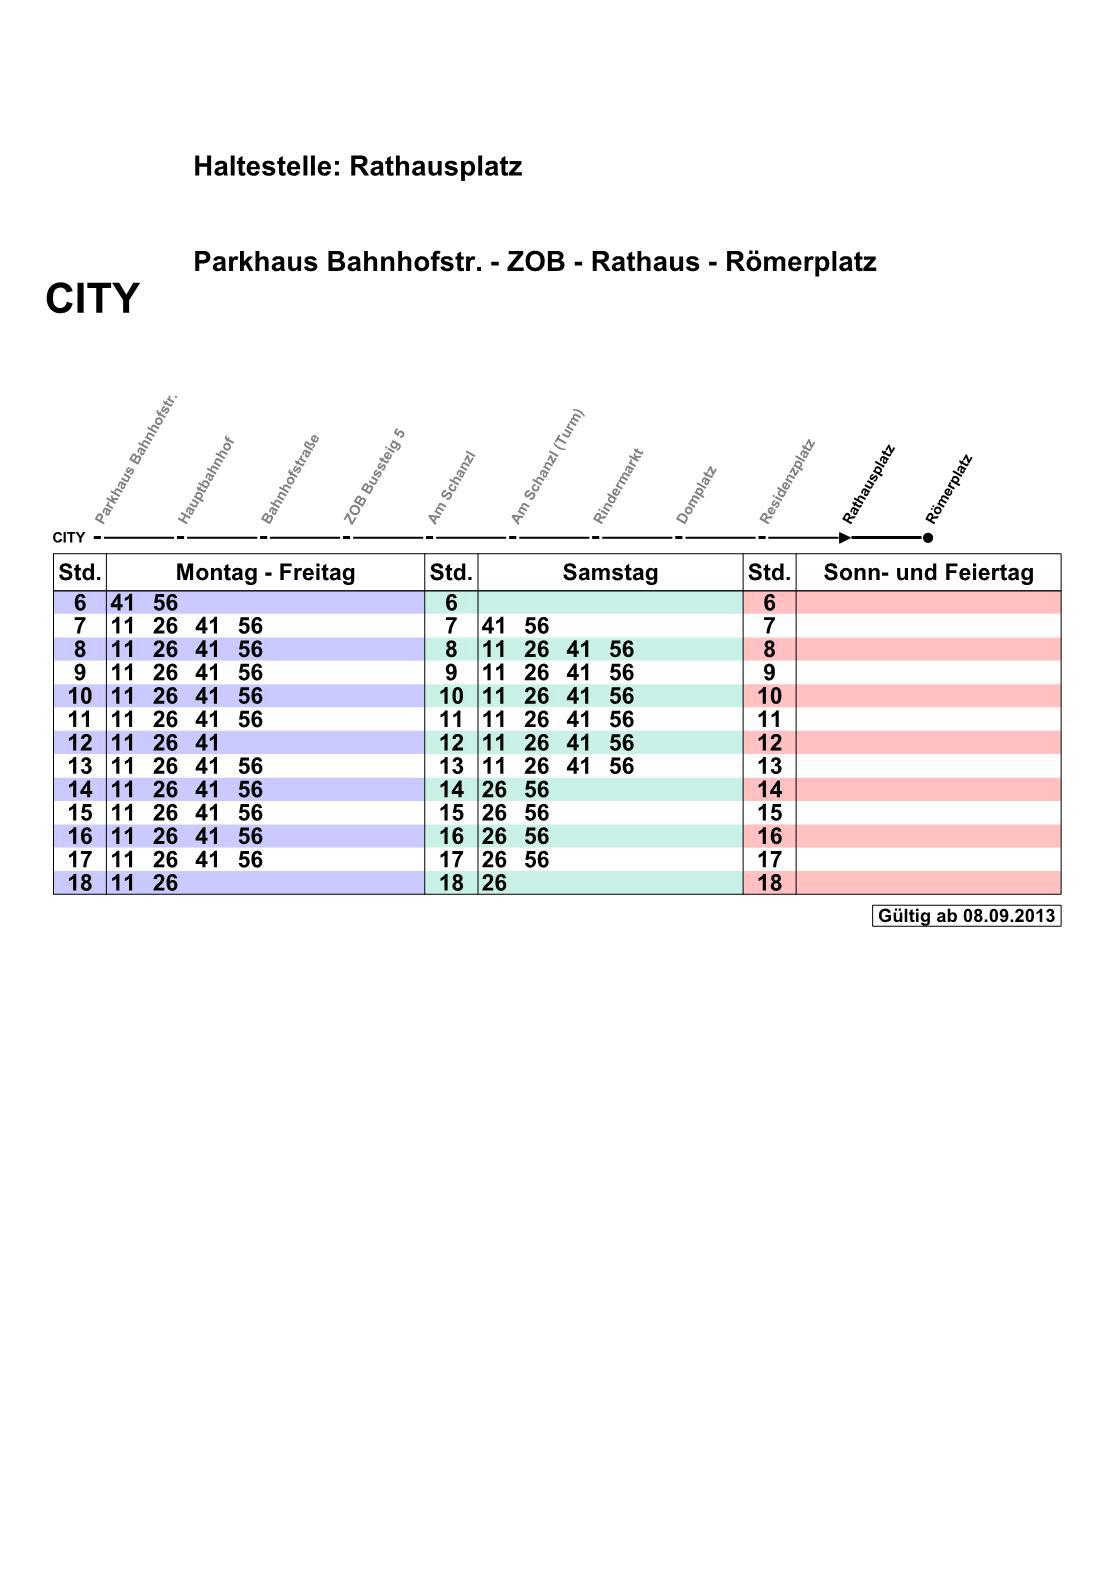 Haltestelle: Rathausplatz
Parkhaus Bahnhofstr. - ZOB - Rathaus - Römerplatz
CITY
Parkhaus Bahnhofstr.
Hauptbahnhof
Bahnhofstraße
ZOB Bussteig 5
Am Schanzl
Am Schanzl (Turm)
Rindermarkt
Domplatz
Residenzplatz
Rathausplatz
Römerplatz
CITY
Std. Montag - Freitag Std. Samstag Std. Sonn- und Feiertag
6 41 56 6 6
7 11 26 41 56 7 41 56 7
8 11 26 41 56 8 11 26 41 56 8
9 11 26 41 56 9 11 26 41 56 9
10 11 26 41 56 10 11 26 41 56 10
11 11 26 41 56 11 11 26 41 56 11
12 11 26 41 12 11 26 41 56 12
13 11 26 41 56 13 11 26 41 56 13
14 11 26 41 56 14 26 56 14
15 11 26 41 56 15 26 56 15
16 11 26 41 56 16 26 56 16
17 11 26 41 56 17 26 56 17
18 11 26 18 26 18
Gültig ab 08.09.2013